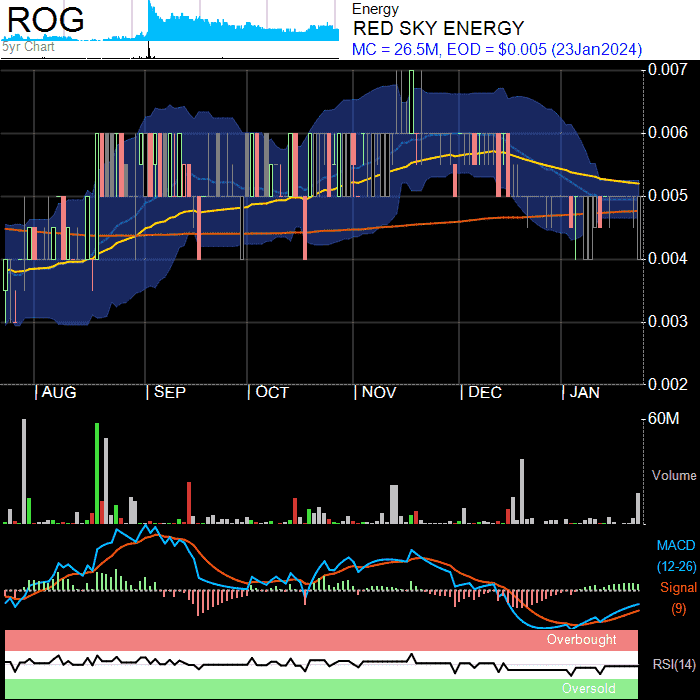 ROG
5yr Chart
Energy
RED SKY ENERGY
MC = 26.5M, EOD = $0.005 (23Jan2024)
0.007
0.006
0.005
0.004
0.003
0.002
AUG
SEP
OCT
NOV
DEC
JAN
60M
Volume
MACD
(12-26)
Signal
(9)
Overbought
RSI(14)
Oversold